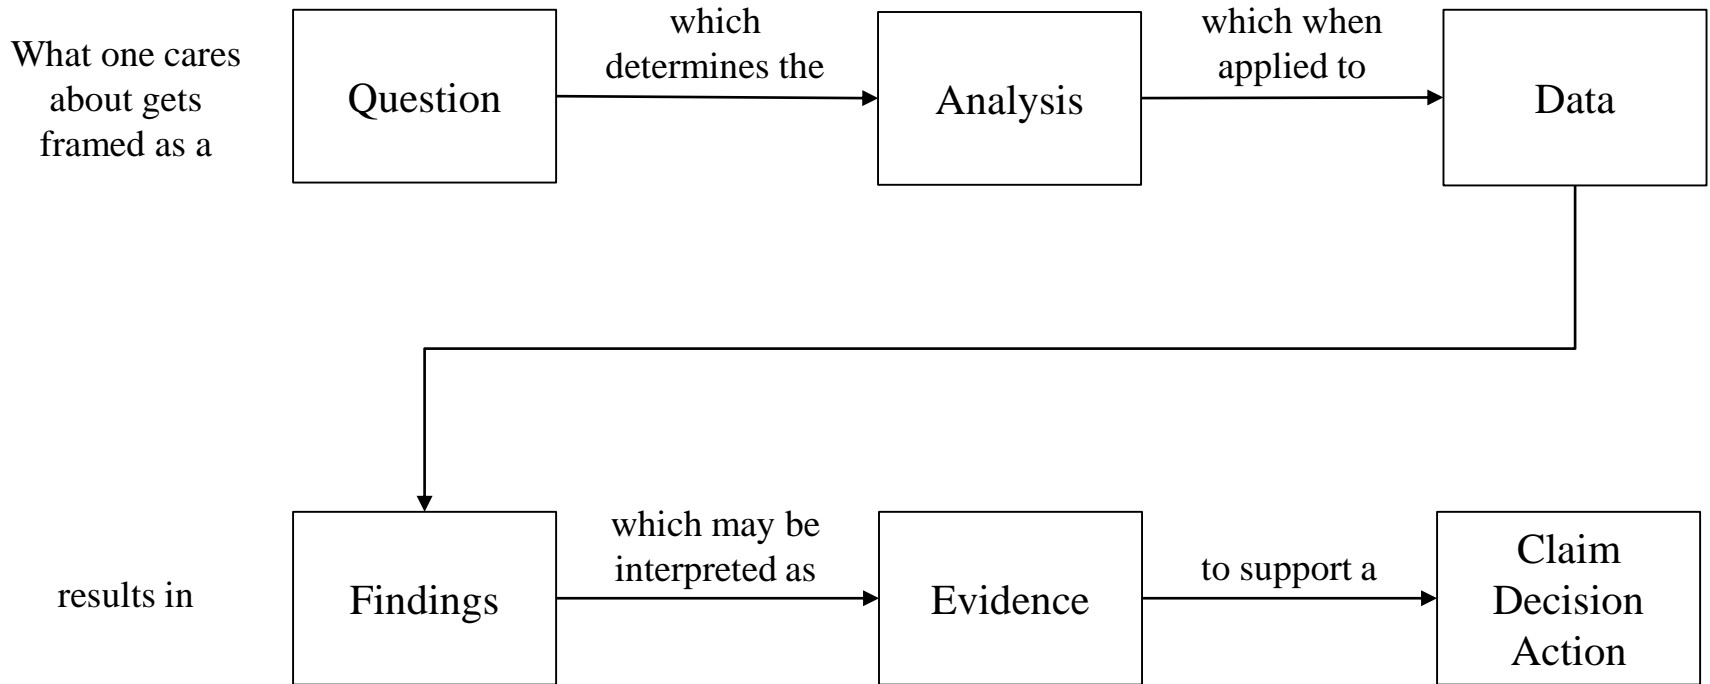 What one cares
about gets
framed as a
Question
which
determines the
Analysis
which when
applied to
Data
results in
Findings
which may be
interpreted as
Evidence
to support a
Claim
Decision
Action